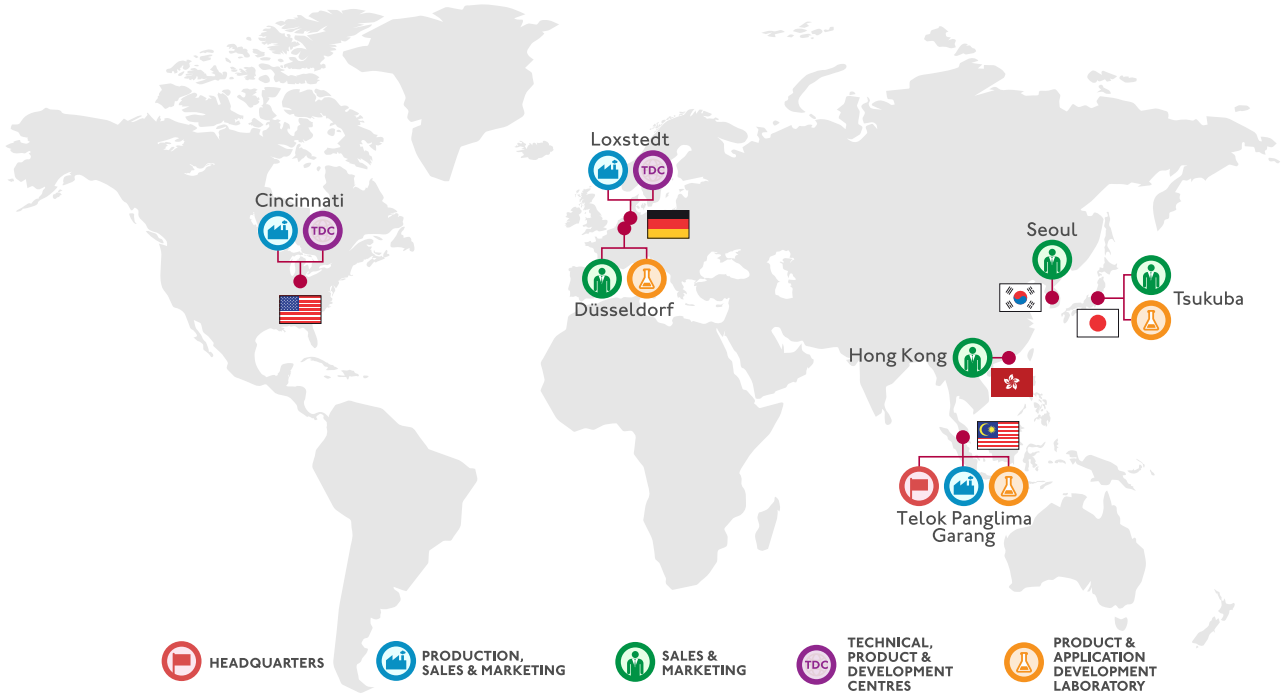 Loxstedt
TDC
Cincinnati
TDC
Seoul
Tsukuba
Düsseldorf
Hong Kong
Telok Panglima
Garang
HEADQUARTERS
PRODUCTION,
SALES & MARKETING
SALES &
MARKETING
TDC
TECHNICAL,
PRODUCT &
DEVELOPMENT
CENTRES
PRODUCT &
APPLICATION
DEVELOPMENT
LABORATORY